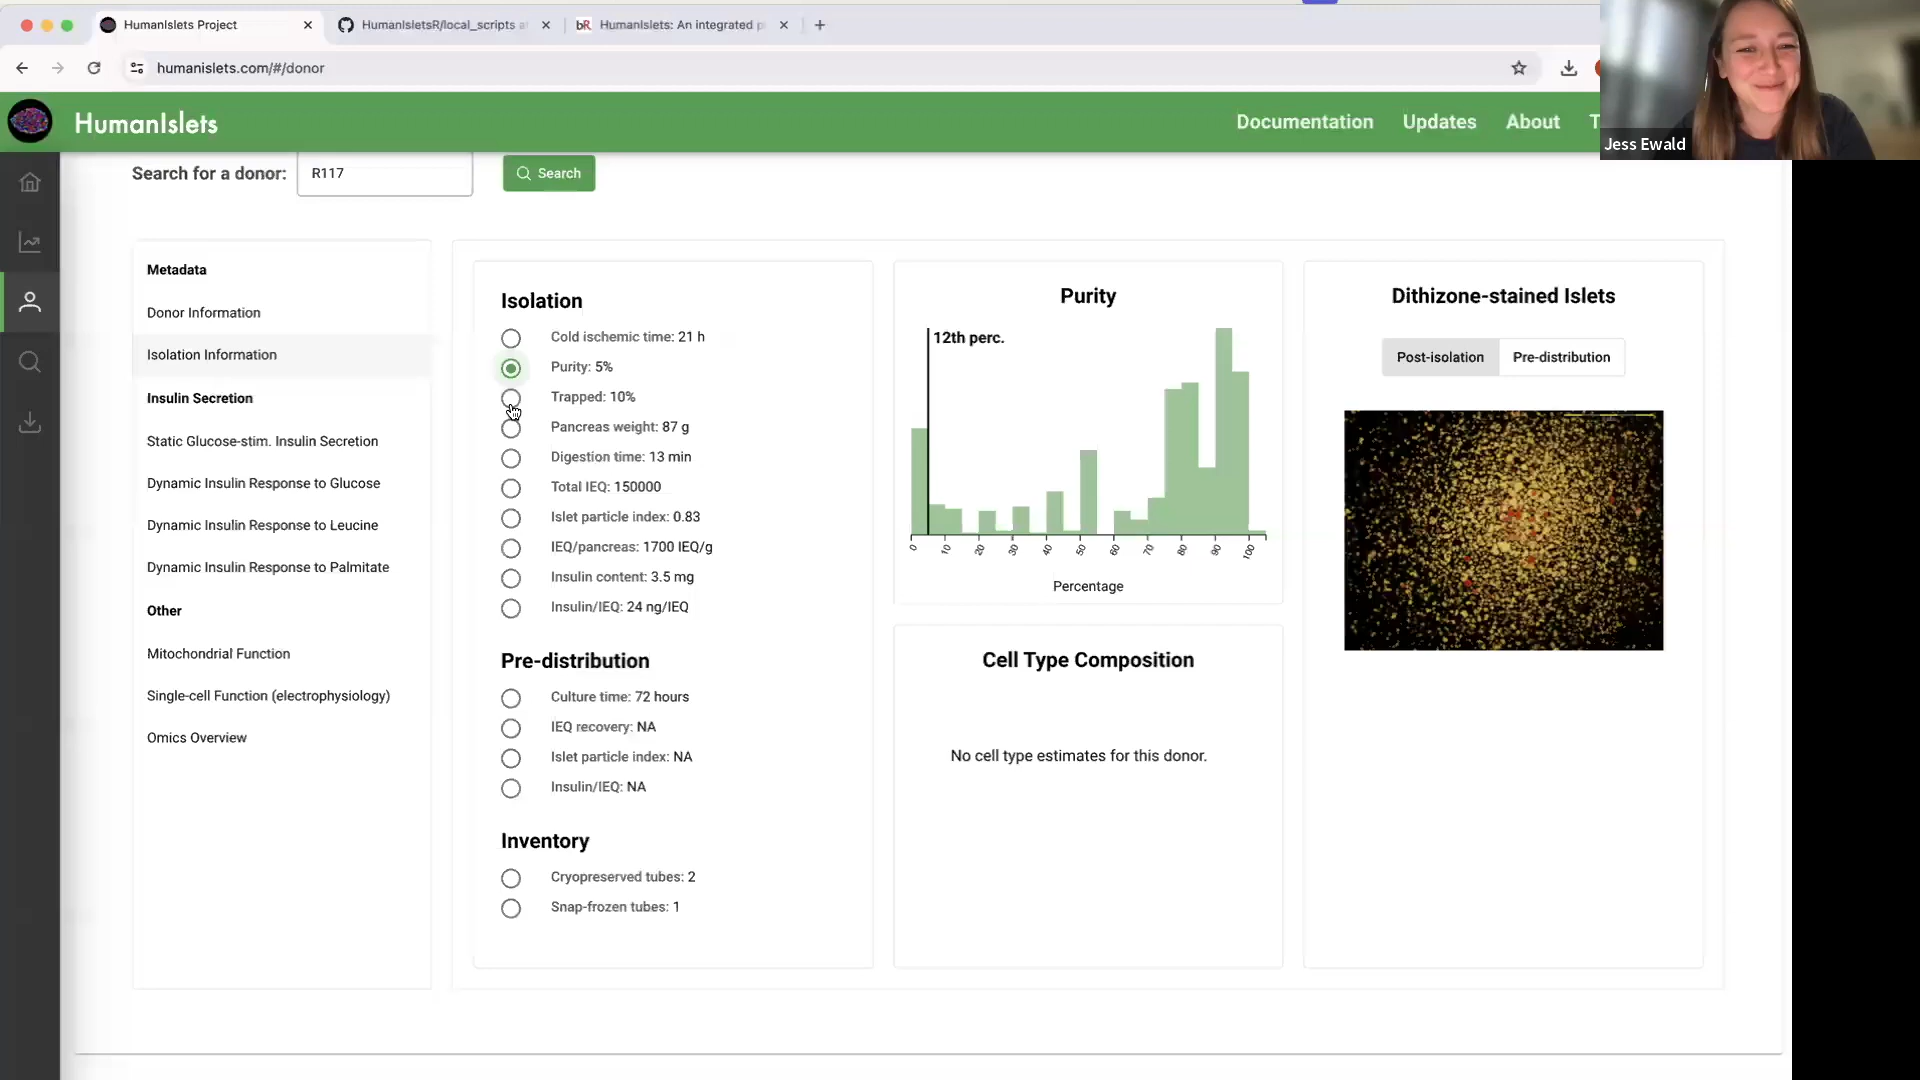 HumanIslets Project
HumanIsletsR/local_scripts a
HumanIslets: An integrated p
humanislets.com/#/donor
Jess Ewald
HumanIslets
Documentation
Updates
About
T
Search for a donor:
R117
Search
Metadata
Donor Information
Isolation Information
Insulin Secretion
Static Glucose-stim. Insulin Secretion
Dynamic Insulin Response to Glucose
Dynamic Insulin Response to Leucine
Dynamic Insulin Response to Palmitate
Other
Mitochondrial Function
Single-cell Function (electrophysiology)
Omics Overview
Isolation
Cold ischemic time: 21 h
Purity: 5%
Trapped: 10%
Pancreas weight: 87 g
Digestion time: 13 min
Total IEQ: 150000
Islet particle index: 0.83
IEQ/pancreas: 1700 IEQ/g
Insulin content: 3.5 mg
Insulin/IEQ: 24 ng/IEQ
Pre-distribution
Culture time: 72 hours
IEQ recovery: NA
Islet particle index: NA
Insulin/IEQ: NA
Inventory
Cryopreserved tubes: 2
Snap-frozen tubes: 1
Purity
12th perc.
0 10 20 30 40 50 60 70 80 90 100
Percentage
Cell Type Composition
No cell type estimates for this donor.
Dithizone-stained Islets
Post-isolation
Pre-distribution